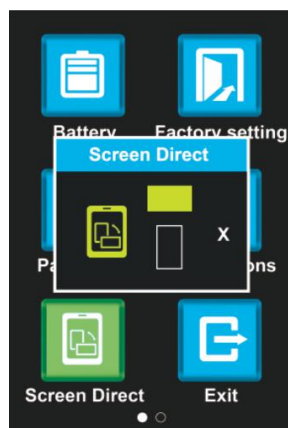 Battery
Factory setting
Screen Direct
X
Pa
ons
Screen Direct
Exit